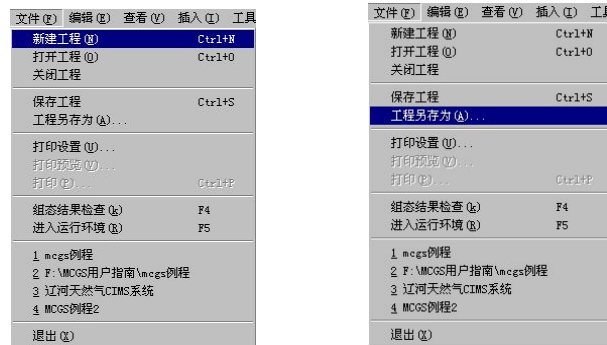 文件(F) 编辑(E) 查看(V) 插入(I) 工具
新建工程(N) Ctrl+N
打开工程(O) Ctrl+O
关闭工程
保存工程 Ctrl+S
工程另存为(A)...
打印设置(U)...
打印预览(V)...
打印(P)... Ctrl+P
组态结果检查(k) F4
进入运行环境(R) F5
1 mcgs例程
2 F:\MCGS用户指南\mcgs例程
3 辽河天然气CIMS系统
4 MCGS例程2
退出(X)
文件(F) 编辑(E) 查看(V) 插入(I) 工具
新建工程(N) Ctrl+N
打开工程(O) Ctrl+O
关闭工程
保存工程 Ctrl+S
工程另存为(A)...
打印设置(U)...
打印预览(V)...
打印(P)... Ctrl+P
组态结果检查(k) F4
进入运行环境(R) F5
1 mcgs例程
2 F:\MCGS用户指南\mcgs例程
3 辽河天然气CIMS系统
4 MCGS例程2
退出(X)